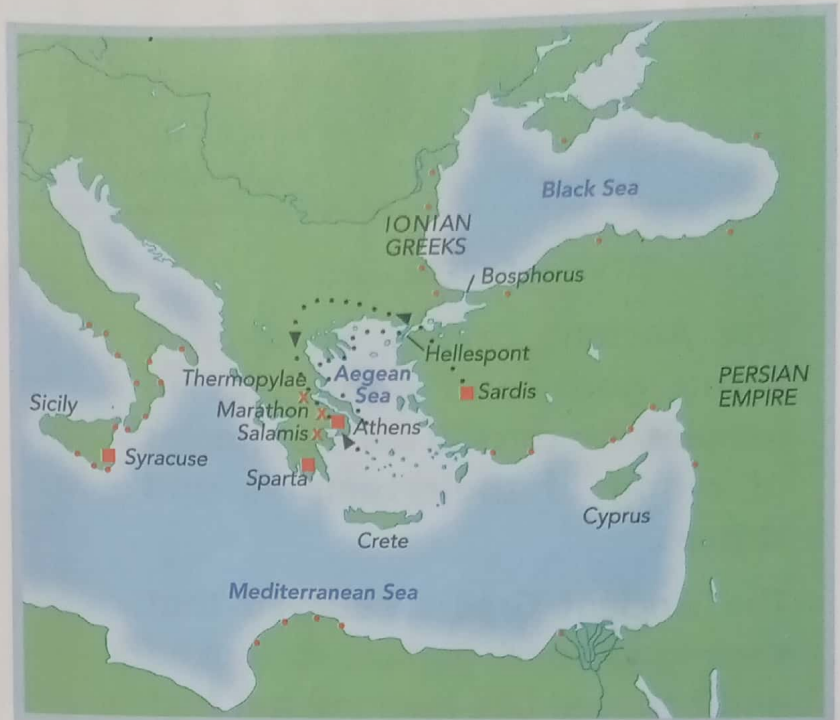 Black Sea
IONIAN
GREEKS
Bosphorus
Hellespont
Thermopylae
Aegean
Sea
PERSIAN
EMPIRE
Sardis
Sicily
Marathon
Athens
Salamis
Syracuse
Sparta
Cyprus
Crete
Mediterranean Sea